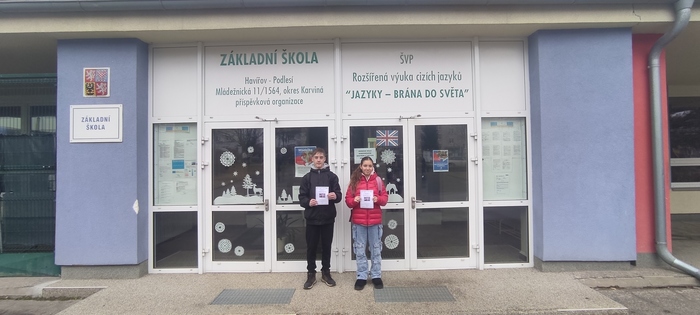 ZÁKLADNÍ ŠKOLA
Havířov - Podlesí
Mládežnická 11/1564, okres Karviná
příspěvková organizace
ŠVP
Rozšířená výuka cizích jazyků
"JAZYKY – BRÁNA DO SVĚTA"
ZÁKLADNÍ
ŠKOLA